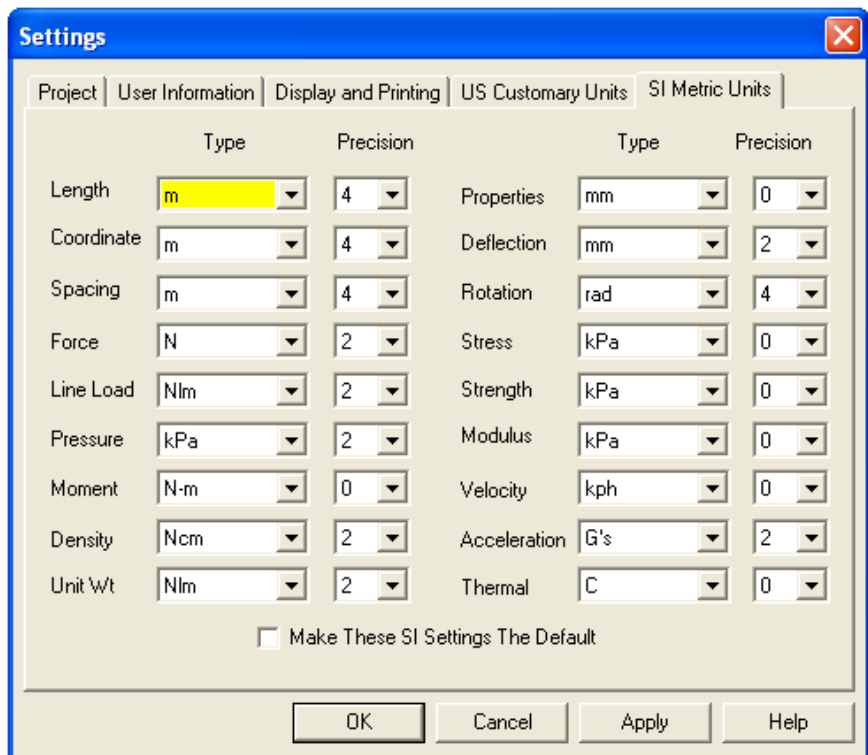 Settings
Project User Information Display and Printing US Customary Units SI Metric Units
Type Precision Type Precision
Length m 4 Properties mm 0
Coordinate m 4 Deflection mm 2
Spacing m 4 Rotation rad 4
Force N 2 Stress kPa 0
Line Load Nlm 2 Strength kPa 0
Pressure kPa 2 Modulus kPa 0
Moment N-m 0 Velocity kph 0
Density Ncm 2 Acceleration G's 2
Unit Wt Nlm 2 Thermal C 0
Make These SI Settings The Default
OK Cancel Apply Help